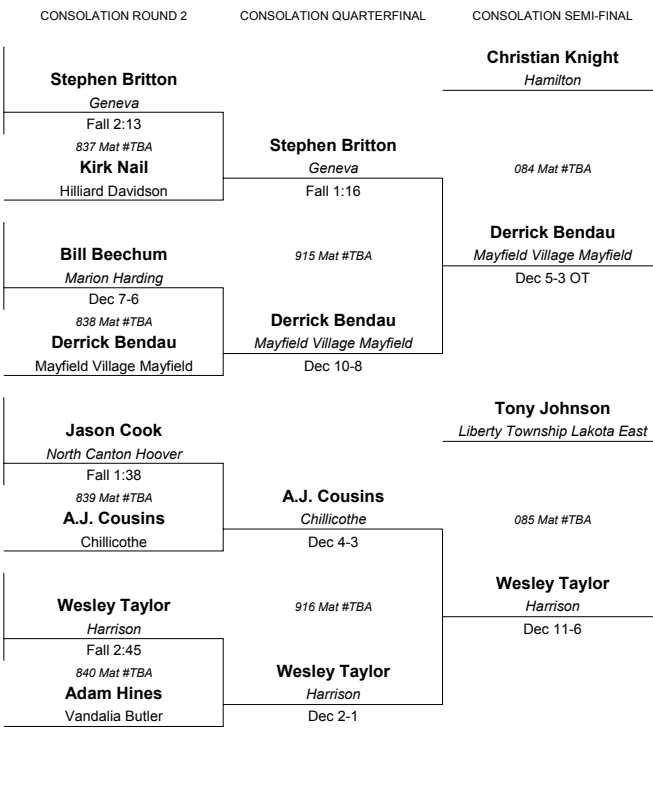 CONSOLATION ROUND 2
CONSOLATION QUARTERFINAL
CONSOLATION SEMI-FINAL
Christian Knight
Hamilton
Stephen Britton
Geneva
Fall 2:13
837 Mat #TBA
Kirk Nail
Hilliard Davidson
Stephen Britton
Geneva
Fall 1:16
084 Mat #TBA
Bill Beechum
Marion Harding
Dec 7-6
838 Mat #TBA
Derrick Bendau
Mayfield Village Mayfield
915 Mat #TBA
Derrick Bendau
Mayfield Village Mayfield
Dec 10-8
Derrick Bendau
Mayfield Village Mayfield
Dec 5-3 OT
Tony Johnson
Liberty Township Lakota East
Jason Cook
North Canton Hoover
Fall 1:38
839 Mat #TBA
A.J. Cousins
Chillicothe
A.J. Cousins
Chillicothe
Dec 4-3
085 Mat #TBA
Wesley Taylor
Harrison
Fall 2:45
840 Mat #TBA
Adam Hines
Vandalia Butler
916 Mat #TBA
Wesley Taylor
Harrison
Dec 2-1
Wesley Taylor
Harrison
Dec 11-6